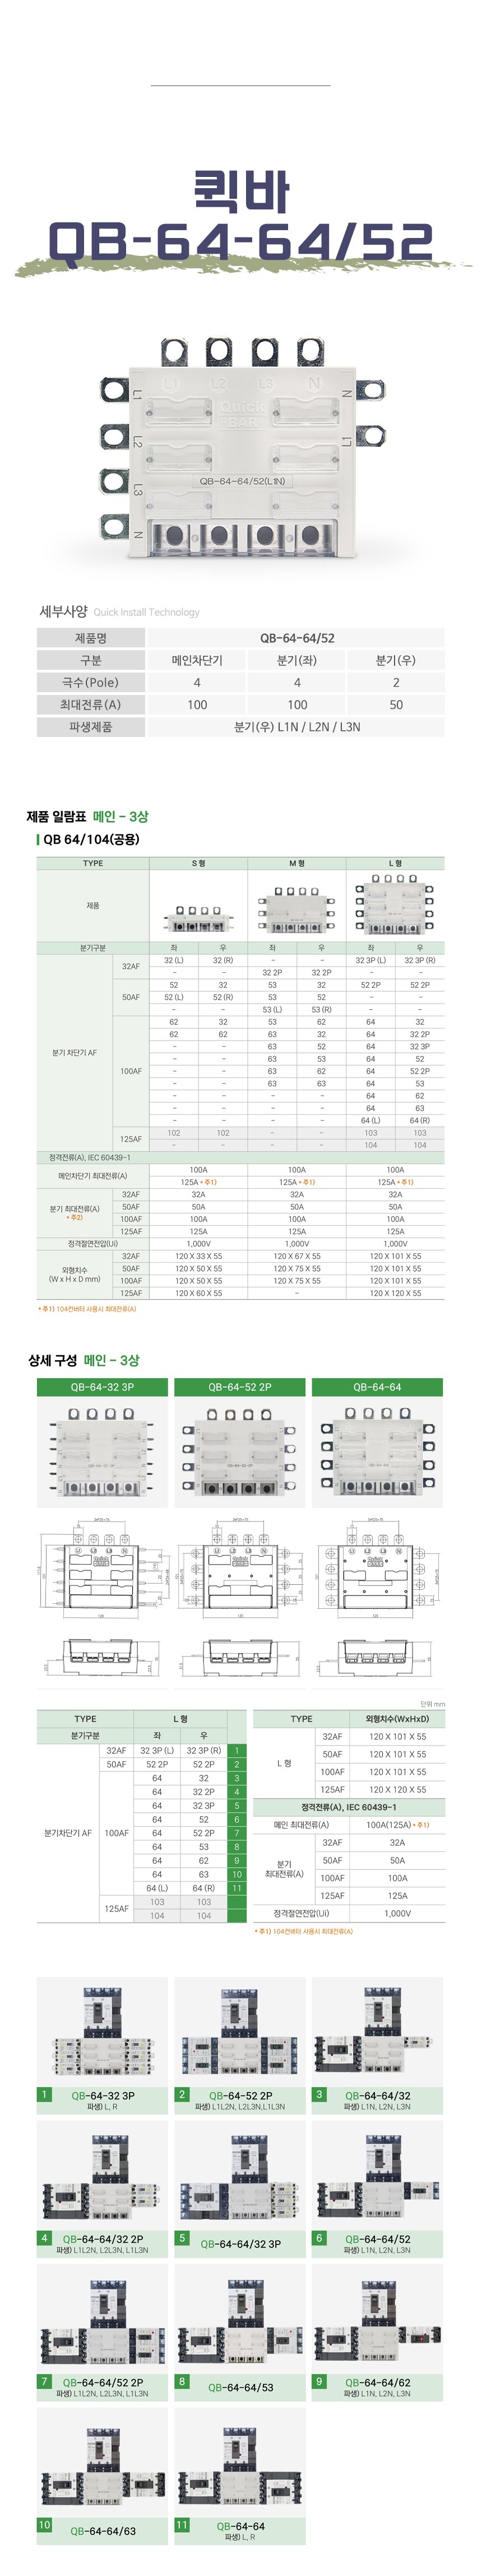 퀵바
QB-64-64/52
L1 L2 L3 N
L1
L2
L3
N
N
L1
Quick
BAR
QB-64-64/52(L1N)
세부사양 Quick Install Technology
제품명 QB-64-64/52
구분 메인차단기 분기(좌) 분기(우)
극수(Pole) 4 4 2
최대전류(A) 100 100 50
파생제품 분기(우) L1N / L2N / L3N
제품 일람표 메인 - 3상
QB 64/104(공용)
TYPE S 형 M 형 L 형
제품
분기구분 좌 우 좌 우 좌 우
분기 차단기 AF
32AF 32 (L) 32 (R) - - 32 3P (L) 32 3P (R)
- - 32 2P 32 2P - -
50AF 52 32 53 32 52 2P 52 2P
52 (L) 52 (R) 53 52 - -
- - 53 (L) 53 (R) - -
100AF 62 32 53 62 64 32
62 62 63 32 64 32 2P
- - 63 52 64 32 3P
- - 63 53 64 52
- - 63 62 64 52 2P
- - 63 63 64 53
- - - - 64 62
- - - - 64 63
- - - - 64 (L) 64 (R)
125AF 102 102 - - 103 103
- - - - 104 104
정격전류(A), IEC 60439-1
메인차단기 최대전류(A) 100A 100A 100A
125A * 주1) 125A * 주1) 125A * 주1)
분기 최대전류(A)
* 주2)
32AF 32A 32A 32A
50AF 50A 50A 50A
100AF 100A 100A 100A
125AF 125A 125A 125A
정격절연전압(Ui) 1,000V 1,000V 1,000V
외형치수
(W x H x D mm)
32AF 120 X 33 X 55 120 X 67 X 55 120 X 101 X 55
50AF 120 X 50 X 55 120 X 75 X 55 120 X 101 X 55
100AF 120 X 50 X 55 120 X 75 X 55 120 X 101 X 55
125AF 120 X 60 X 55 - 120 X 120 X 55
* 주1) 104컨버터 사용시 최대전류(A)
상세 구성 메인 - 3상
QB-64-32 3P QB-64-52 2P QB-64-64
단위 mm
TYPE L 형
분기구분 좌 우
분기차단기 AF
32AF 32 3P (L) 32 3P (R) 1
50AF 52 2P 52 2P 2
100AF 64 32 3
64 32 2P 4
64 32 3P 5
64 52 6
64 52 2P 7
64 53 8
64 62 9
64 63 10
64 (L) 64 (R) 11
125AF 103 103
104 104
TYPE 외형치수(WxHxD)
L 형
32AF 120 X 101 X 55
50AF 120 X 101 X 55
100AF 120 X 101 X 55
125AF 120 X 120 X 55
정격전류(A), IEC 60439-1
메인 최대전류(A) 100A(125A) * 주1)
분기
최대전류(A)
32AF 32A
50AF 50A
100AF 100A
125AF 125A
정격절연전압(Ui) 1,000V
* 주1) 104컨버터 사용시 최대전류(A)
1 QB-64-32 3P
파생) L, R
2 QB-64-52 2P
파생) L1L2N, L2L3N,L1L3N
3 QB-64-64/32
파생) L1N, L2N, L3N
4 QB-64-64/32 2P
파생) L1L2N, L2L3N, L1L3N
5 QB-64-64/32 3P
6 QB-64-64/52
파생) L1N, L2N, L3N
7 QB-64-64/52 2P
파생) L1L2N, L2L3N, L1L3N
8 QB-64-64/53
9 QB-64-64/62
파생) L1N, L2N, L3N
10 QB-64-64/63
11 QB-64-64
파생) L, R